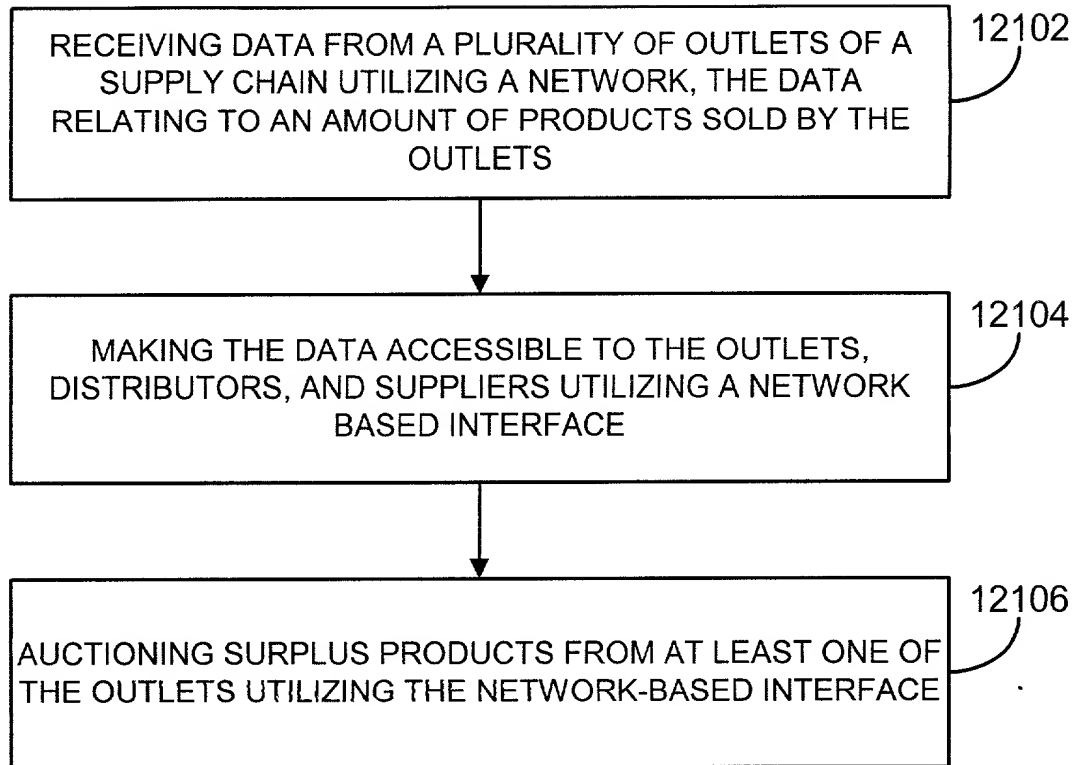 12102
RECEIVING DATA FROM A PLURALITY OF OUTLETS OF A
SUPPLY CHAIN UTILIZING A NETWORK, THE DATA
RELATING TO AN AMOUNT OF PRODUCTS SOLD BY THE
OUTLETS
12104
MAKING THE DATA ACCESSIBLE TO THE OUTLETS,
DISTRIBUTORS, AND SUPPLIERS UTILIZING A NETWORK
BASED INTERFACE
12106
AUCTIONING SURPLUS PRODUCTS FROM AT LEAST ONE OF
THE OUTLETS UTILIZING THE NETWORK-BASED INTERFACE